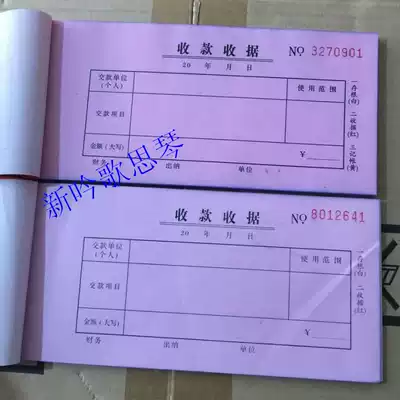 收款收据 NO 3270901
20 年 月 日
交款单位
(个人)
使用范围
交款项目
金额(大写)
¥
财务 出纳 单位
一存根(白) 二收据(红) 三记帐(黄)
新吟歌思琴
收款收据 NO 8012641
20 年 月 日
交款单位
(个人)
使用范围
交款项目
金额(大写)
¥
财务 出纳 单位
一存根(白) 二收据(红)